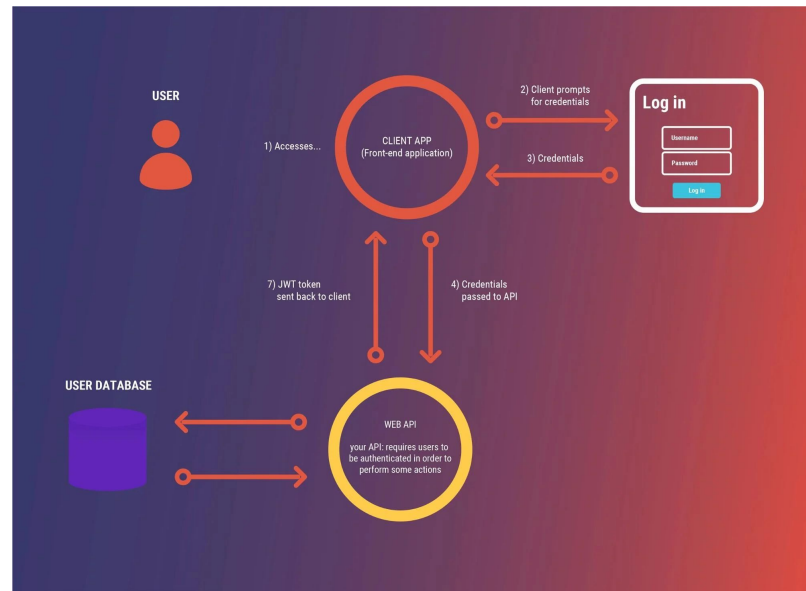 USER
1) Accesses...
CLIENT APP
(Front-end application)
2) Client prompts
for credentials
3) Credentials
Log in
Username
Password
Log in
7) JWT token
sent back to client
4) Credentials
passed to API
USER DATABASE
WEB API
your API: requires users to
be authenticated in order to
perform some actions